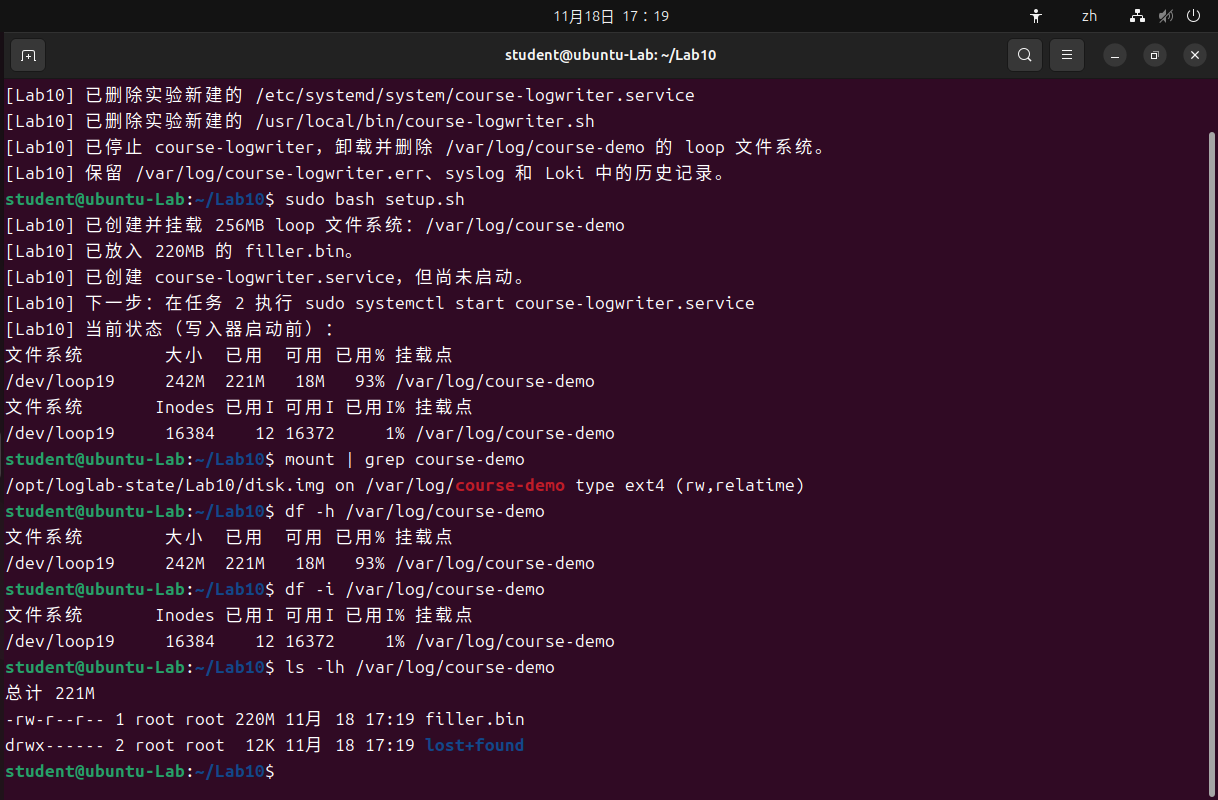 11月18日 17：19
zh
student@ubuntu-Lab: ~/Lab10
[Lab10] 已删除实验新建的 /etc/systemd/system/course-logwriter.service
[Lab10] 已删除实验新建的 /usr/local/bin/course-logwriter.sh
[Lab10] 已停止 course-logwriter，卸载并删除 /var/log/course-demo 的 loop 文件系统。
[Lab10] 保留 /var/log/course-logwriter.err、syslog 和 Loki 中的历史记录。
student@ubuntu-Lab:~/Lab10$ sudo bash setup.sh
[Lab10] 已创建并挂载 256MB loop 文件系统：/var/log/course-demo
[Lab10] 已放入 220MB 的 filler.bin。
[Lab10] 已创建 course-logwriter.service，但尚未启动。
[Lab10] 下一步：在任务 2 执行 sudo systemctl start course-logwriter.service
[Lab10] 当前状态（写入器启动前）：
文件系统        大小  已用  可用 已用% 挂载点
/dev/loop19     242M  221M   18M   93% /var/log/course-demo
文件系统       Inodes 已用I 可用I 已用I% 挂载点
/dev/loop19     16384    12 16372     1% /var/log/course-demo
student@ubuntu-Lab:~/Lab10$ mount | grep course-demo
/opt/loglab-state/Lab10/disk.img on /var/log/course-demo type ext4 (rw,relatime)
student@ubuntu-Lab:~/Lab10$ df -h /var/log/course-demo
文件系统        大小  已用  可用 已用% 挂载点
/dev/loop19     242M  221M   18M   93% /var/log/course-demo
student@ubuntu-Lab:~/Lab10$ df -i /var/log/course-demo
文件系统       Inodes 已用I 可用I 已用I% 挂载点
/dev/loop19     16384    12 16372     1% /var/log/course-demo
student@ubuntu-Lab:~/Lab10$ ls -lh /var/log/course-demo
总计 221M
-rw-r--r-- 1 root root 220M 11月 18 17:19 filler.bin
drwx------ 2 root root  12K 11月 18 17:19 lost+found
student@ubuntu-Lab:~/Lab10$